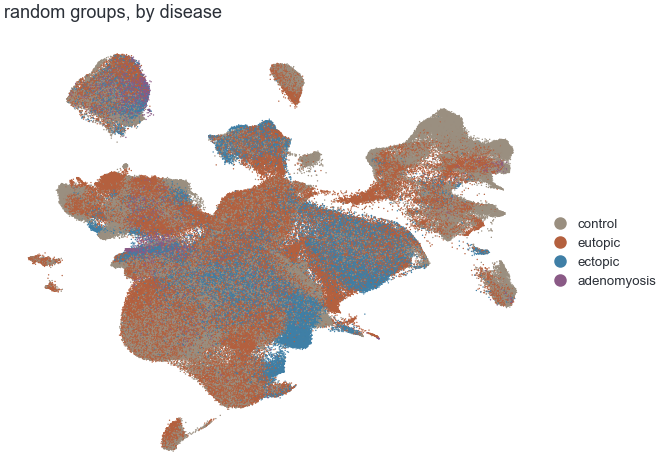 random groups, by disease
control
eutopic
ectopic
adenomyosis